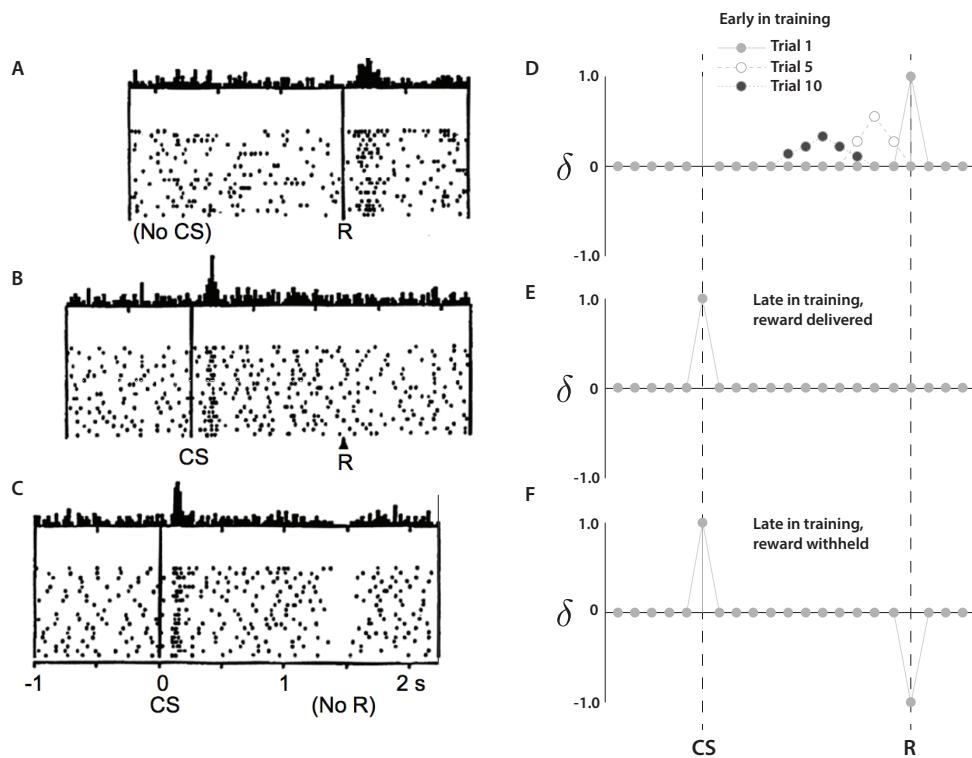 A
(No CS)
R
B
CS
R
C
-1
0
1
2 s
CS
(No R)
Early in training
Trial 1
Trial 5
Trial 10
D
1.0
0
-1.0
δ
E
1.0
0
-1.0
δ
Late in training,
reward delivered
F
1.0
0
-1.0
δ
Late in training,
reward withheld
CS
R